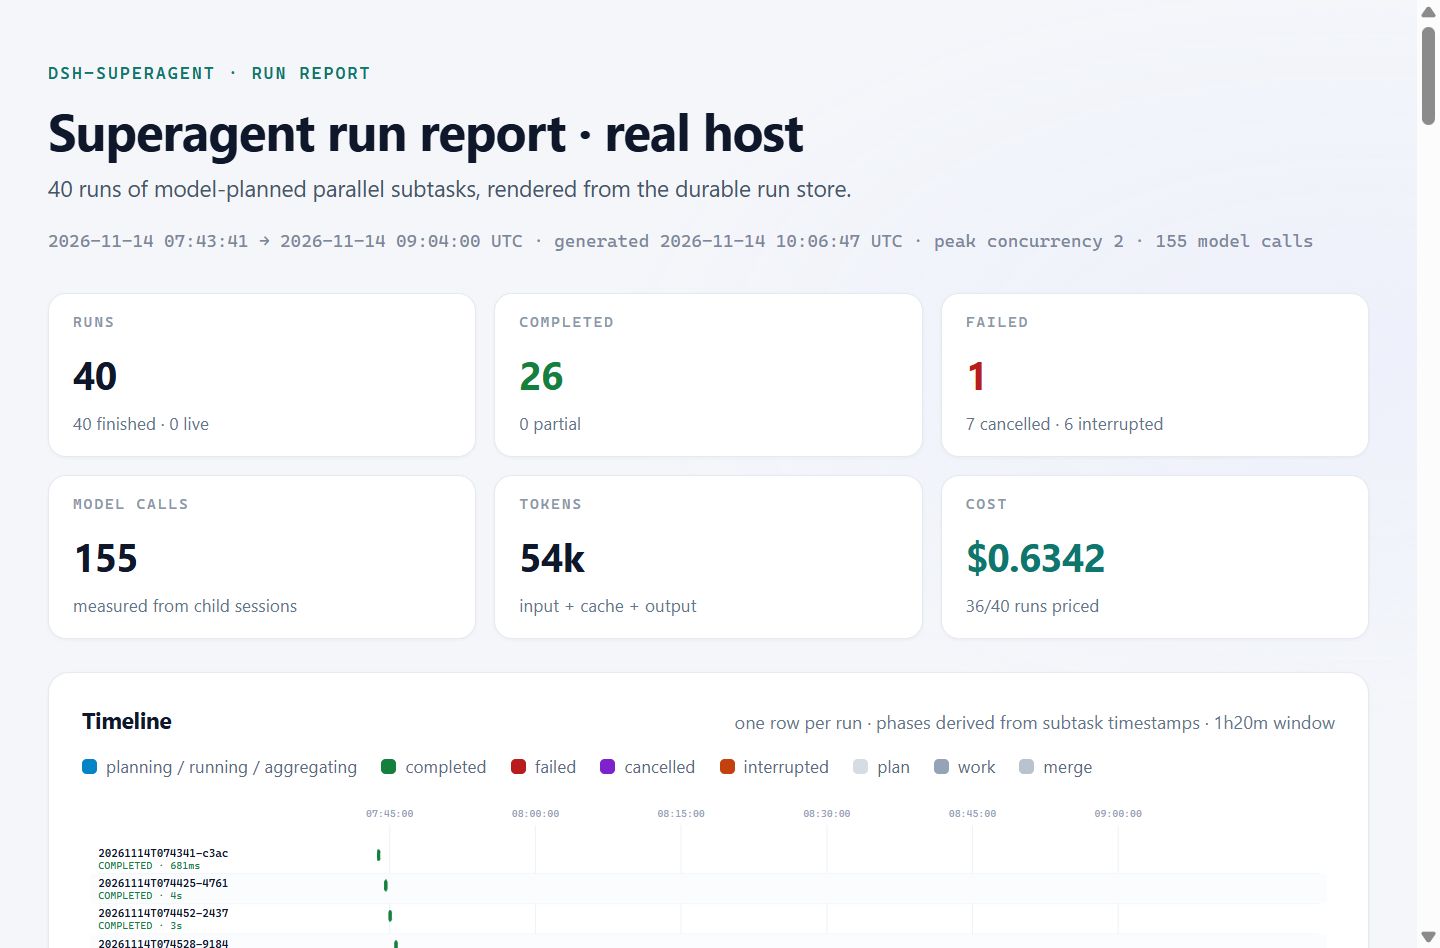 DSH-SUPERAGENT · RUN REPORT
Superagent run report · real host
40 runs of model-planned parallel subtasks, rendered from the durable run store.
2026-11-14 07:43:41 → 2026-11-14 09:04:00 UTC · generated 2026-11-14 10:06:47 UTC · peak concurrency 2 · 155 model calls
RUNS
40
40 finished · 0 live
COMPLETED
26
0 partial
FAILED
1
7 cancelled · 6 interrupted
MODEL CALLS
155
measured from child sessions
TOKENS
54k
input + cache + output
COST
$0.6342
36/40 runs priced
Timeline
one row per run · phases derived from subtask timestamps · 1h20m window
planning / running / aggregating completed failed cancelled interrupted plan work merge
07:45:00 08:00:00 08:15:00 08:30:00 08:45:00 09:00:00
20261114T074341-c3ac
COMPLETED · 681ms
20261114T074425-4761
COMPLETED · 4s
20261114T074452-2437
COMPLETED · 3s
20261114T074528-9184